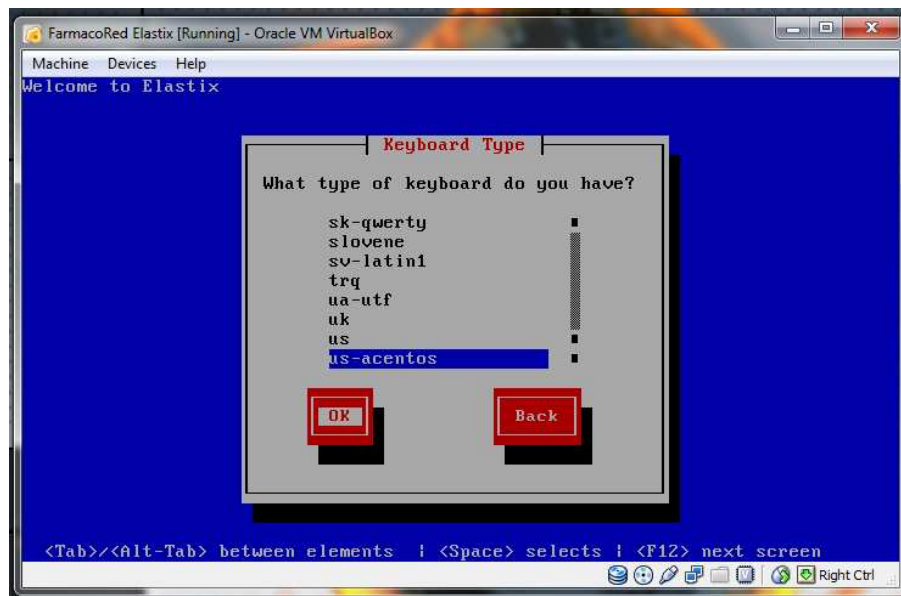 FarmacoRed Elastix [Running] - Oracle VM VirtualBox
Machine Devices Help
Welcome to Elastix
Keyboard Type
What type of keyboard do you have?
sk-qwerty
slovene
sv-latin1
trq
ua-utf
uk
us
us-acentos
OK Back
<Tab>/<Alt-Tab> between elements | <Space> selects | <F12> next screen
Right Ctrl